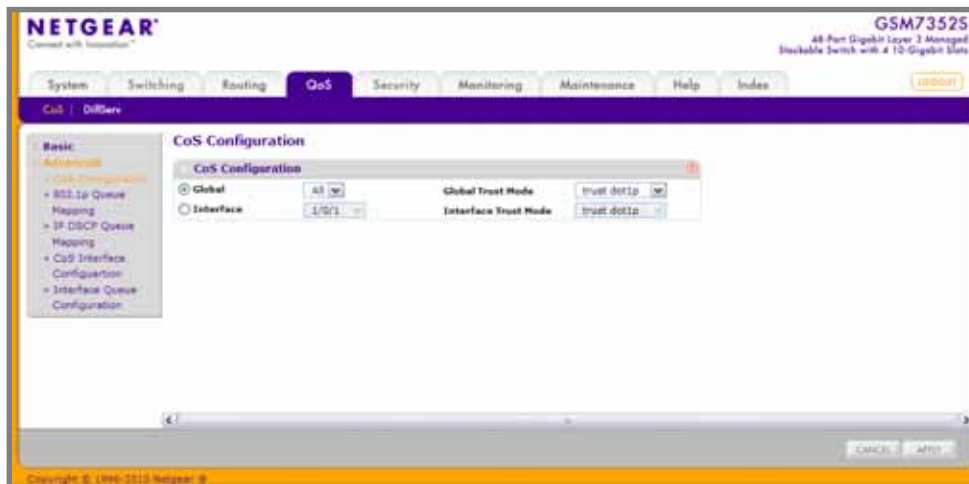 NETGEAR®
Connect with Innovation™
GSM7352S
48-Port Gigabit Layer 3 Managed
Stackable Switch with 4 10-Gigabit Slots
System
Switching
Routing
QoS
Security
Monitoring
Maintenance
Help
Index
LOGOUT
CoS | DiffServ
Basic
Advanced
CoS Configuration
802.1p Queue
Mapping
IP DSCP Queue
Mapping
CoS Interface
Configuertion
Interface Queue
Configuration
CoS Configuration
CoS Configuration
Global All Global Trust Mode trust dot1p
Interface 1/0/1 Interface Trust Mode trust dot1p
CANCEL APPLY
Copyright © 1996-2010 Netgear ®